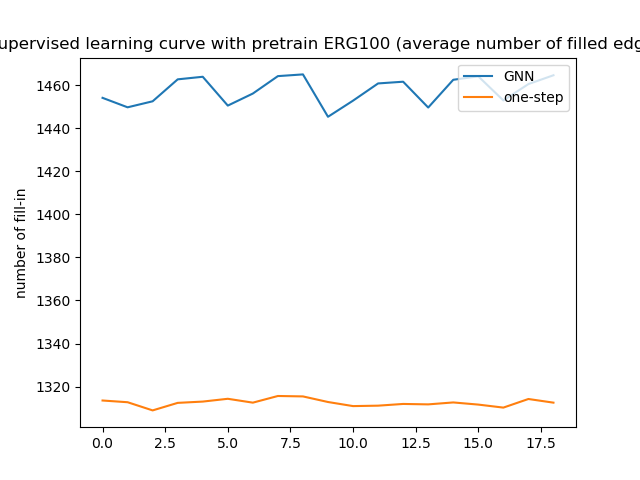 upervised learning curve with pretrain ERG100 (average number of filled edg
GNN
one-step
number of fill-in
1460
1440
1420
1400
1380
1360
1340
1320
0.0 2.5 5.0 7.5 10.0 12.5 15.0 17.5